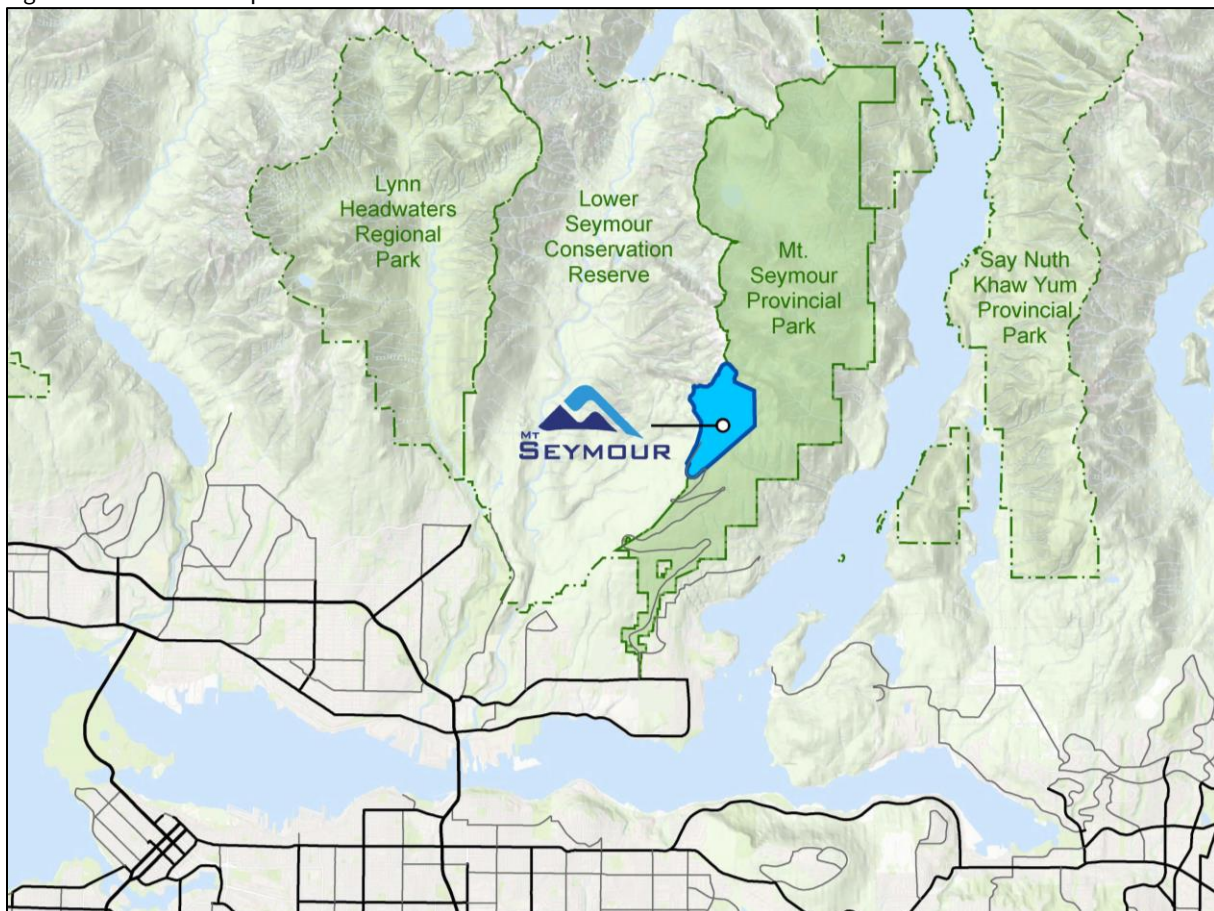 Lynn
Headwaters
Regional
Park
Lower
Seymour
Conservation
Reserve
Mt.
Seymour
Provincial
Park
Say Nuth
Khaw Yum
Provincial
Park
MT
SEYMOUR